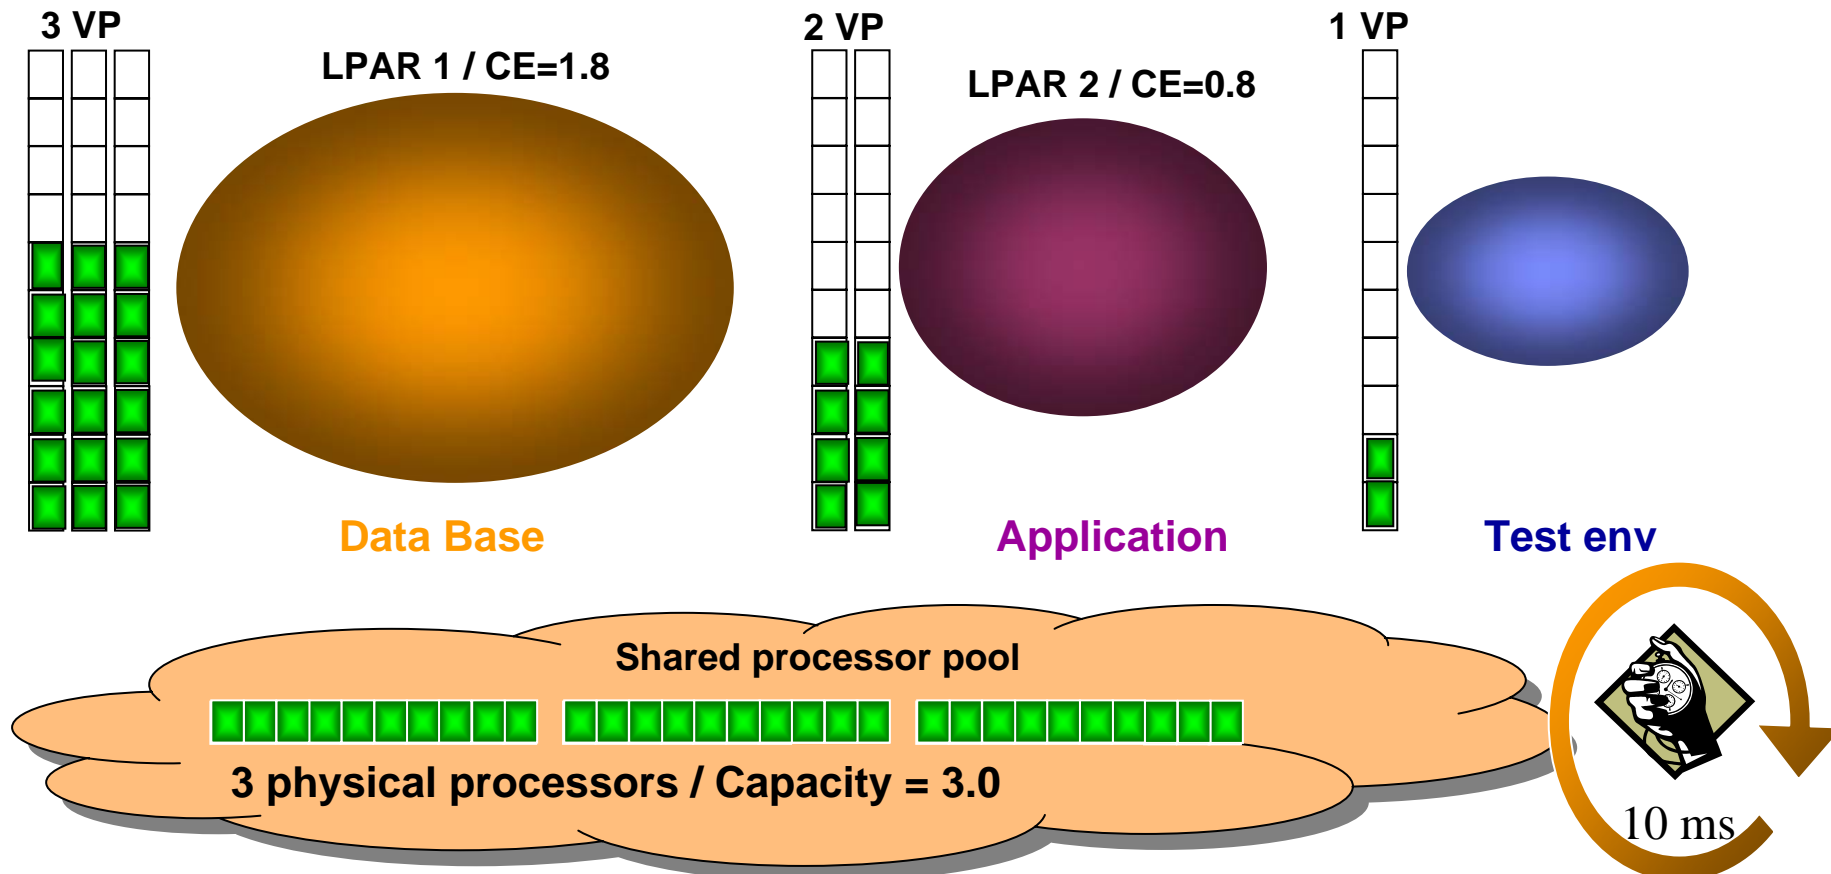 3 VP
2 VP
1 VP
LPAR 1 / CE=1.8
LPAR 2 / CE=0.8
Data Base
Application
Test env
Shared processor pool
3 physical processors / Capacity = 3.0
10 ms